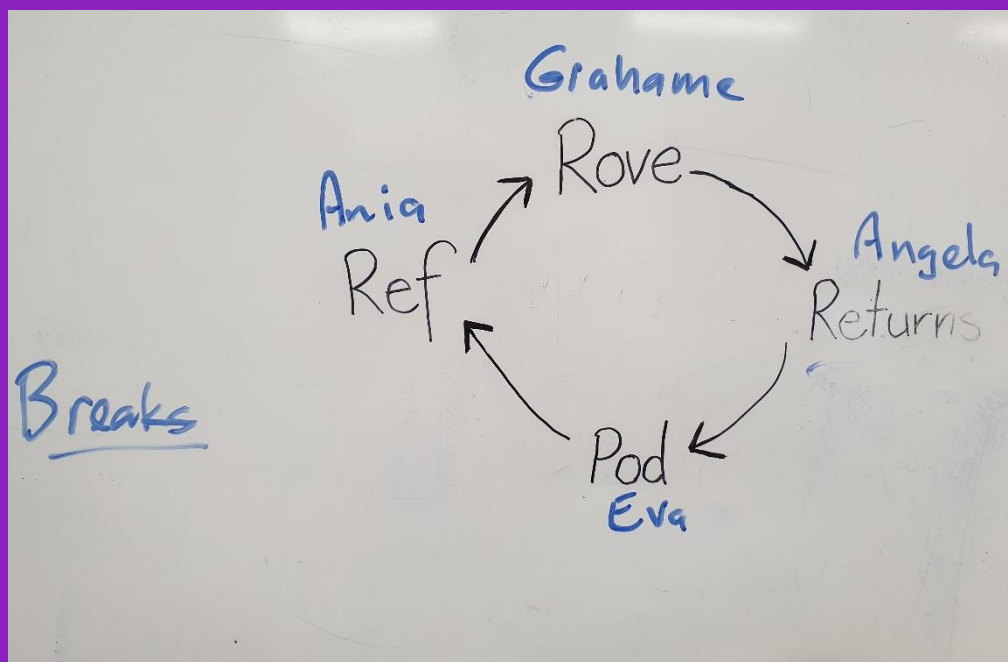 Grahame
Rove
Ania
Angela
Ref
Returns
Breaks
Pod
Eva